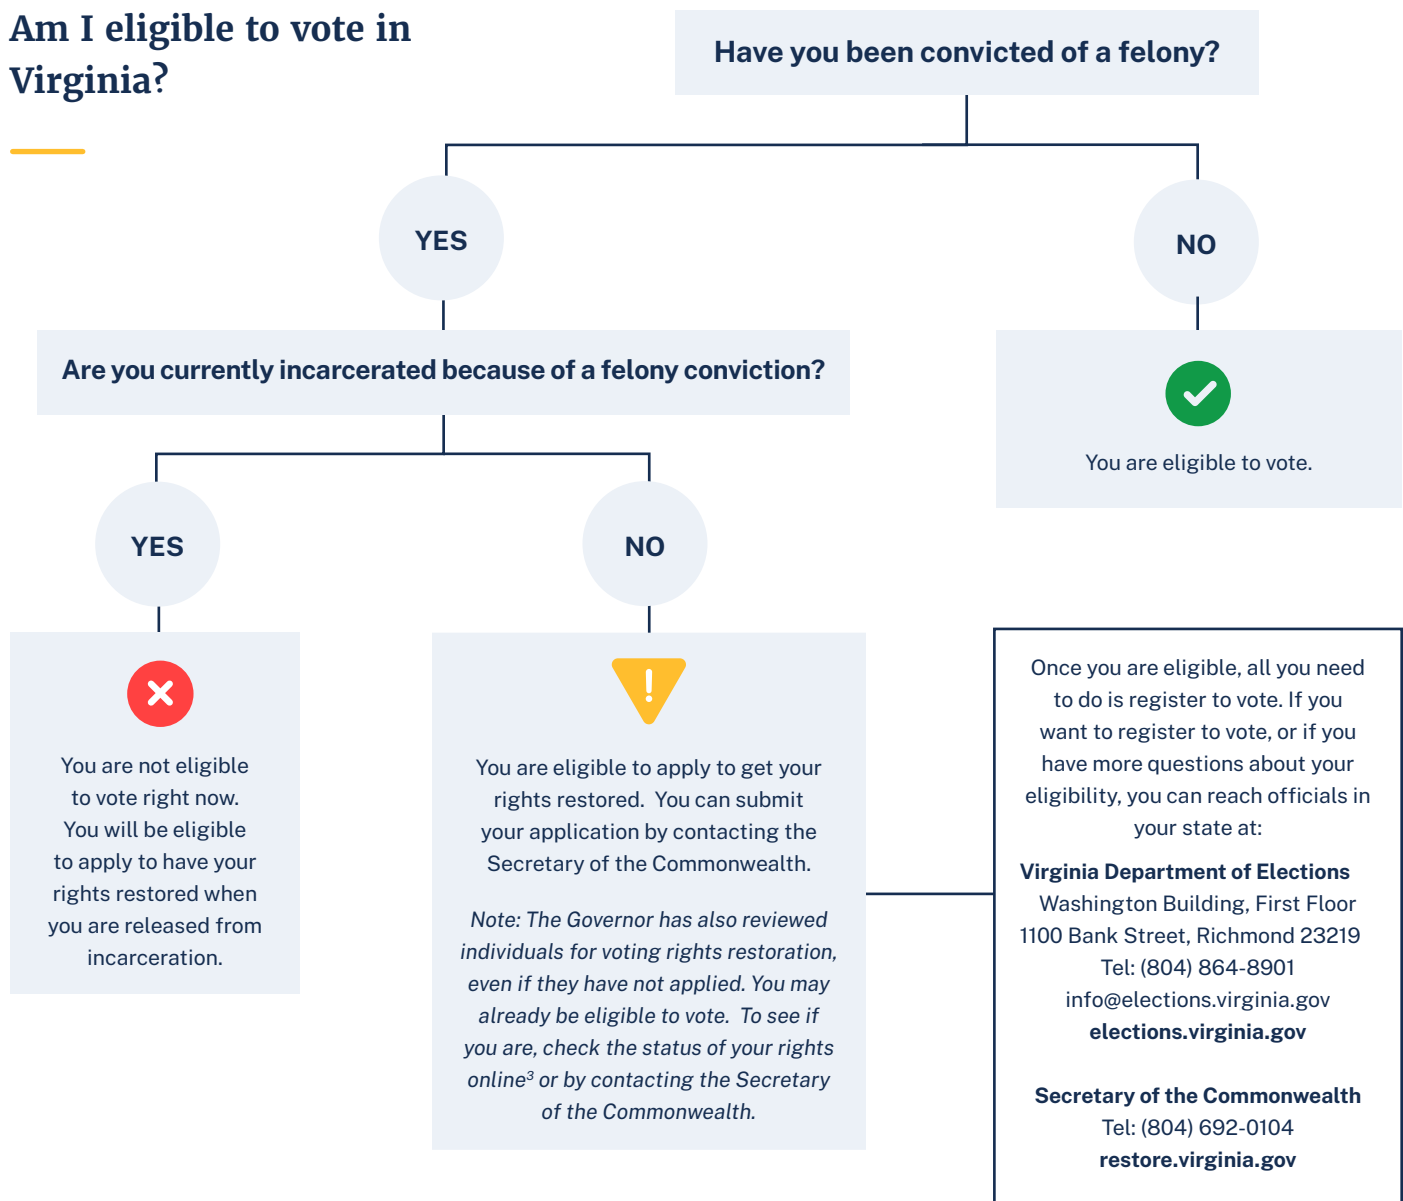 Am I eligible to vote in
Virginia?
Have you been convicted of a felony?
YES
NO
Are you currently incarcerated because of a felony conviction?
You are eligible to vote.
YES
NO
You are not eligible
to vote right now.
You will be eligible
to apply to have your
rights restored when
you are released from
incarceration.
You are eligible to apply to get your
rights restored.  You can submit
your application by contacting the
Secretary of the Commonwealth.
Note: The Governor has also reviewed
individuals for voting rights restoration,
even if they have not applied. You may
already be eligible to vote.  To see if
you are, check the status of your rights
online³ or by contacting the Secretary
of the Commonwealth.
Once you are eligible, all you need
to do is register to vote. If you
want to register to vote, or if you
have more questions about your
eligibility, you can reach officials in
your state at:
Virginia Department of Elections
Washington Building, First Floor
1100 Bank Street, Richmond 23219
Tel: (804) 864-8901
info@elections.virginia.gov
elections.virginia.gov
Secretary of the Commonwealth
Tel: (804) 692-0104
restore.virginia.gov